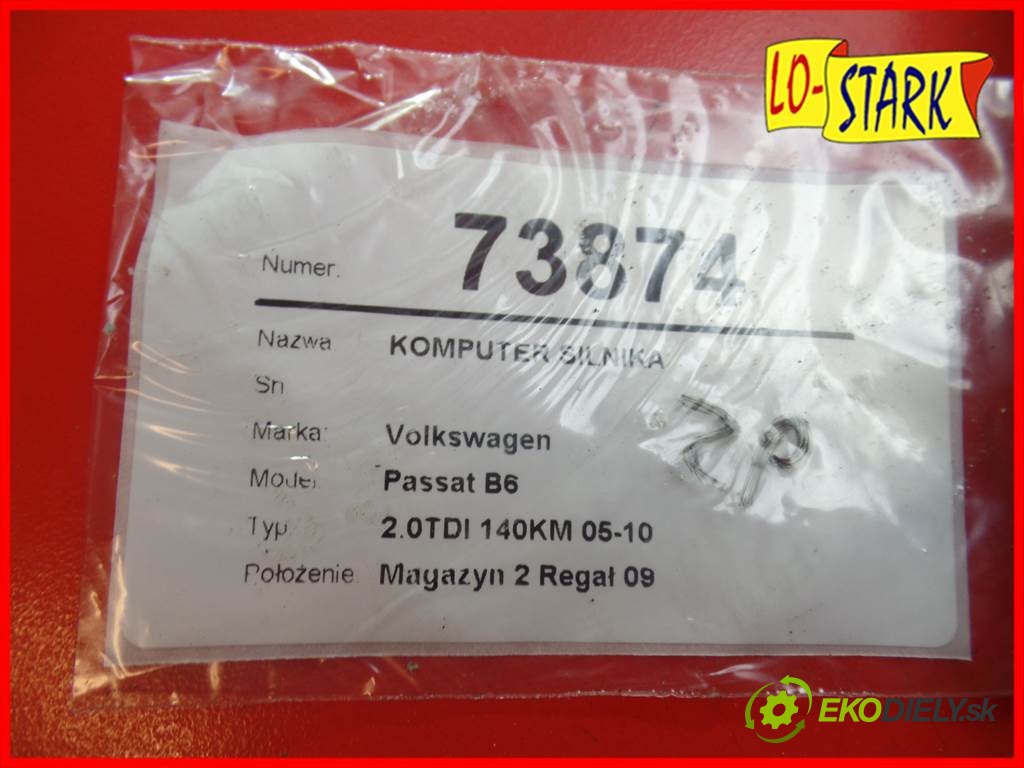 LO-STARK
Numer. 73874
Nazwa KOMPUTER SILNIKA
Sn
Marka: Volkswagen
Model Passat B6
Typ 2.0TDI 140KM 05-10
Położenie Magazyn 2 Regał 09
ZP
EKODIELY.sk